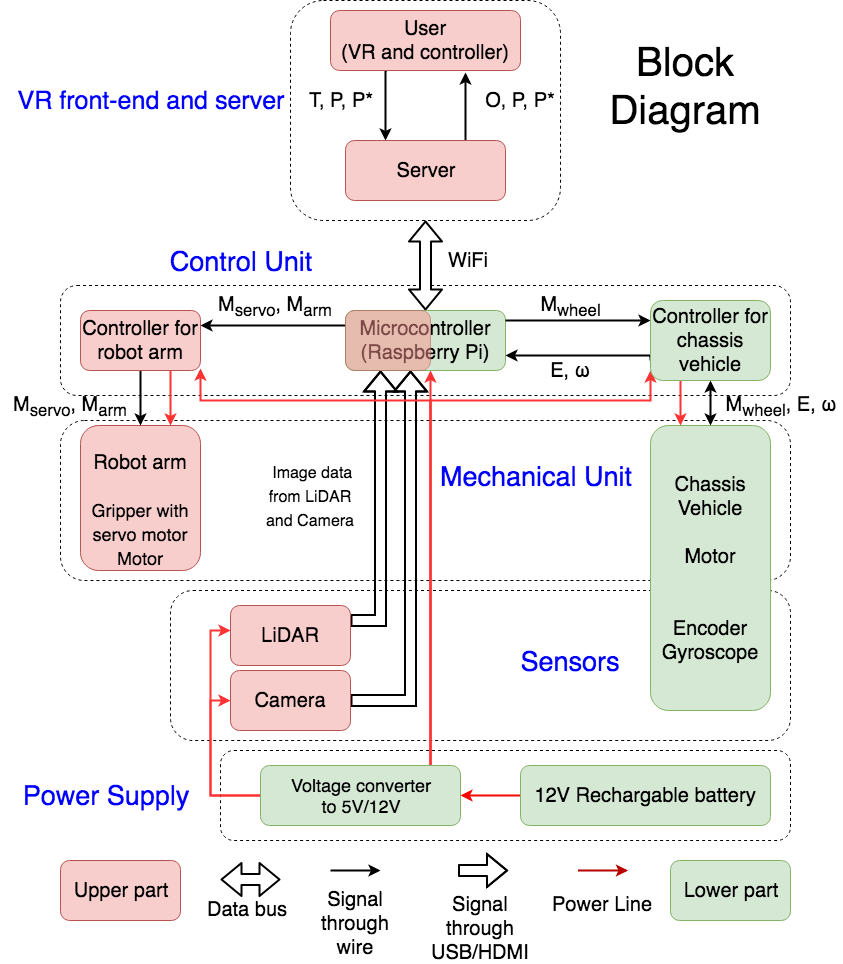 User
(VR and controller)
Block
Diagram
VR front-end and server
T, P, P*
O, P, P*
Server
Control Unit
WiFi
Mservo, Marm
Mwheel
Controller for
robot arm
Microcontroller
(Raspberry Pi)
Controller for
chassis
vehicle
E, ω
Mservo, Marm
Mwheel, E, ω
Robot arm
Gripper with
servo motor
Motor
Image data
from LiDAR
and Camera
Mechanical Unit
Chassis
Vehicle
Motor
Encoder
Gyroscope
LiDAR
Sensors
Camera
Power Supply
Voltage converter
to 5V/12V
12V Rechargable battery
Upper part
Data bus
Signal
through
wire
Signal
through
USB/HDMI
Power Line
Lower part